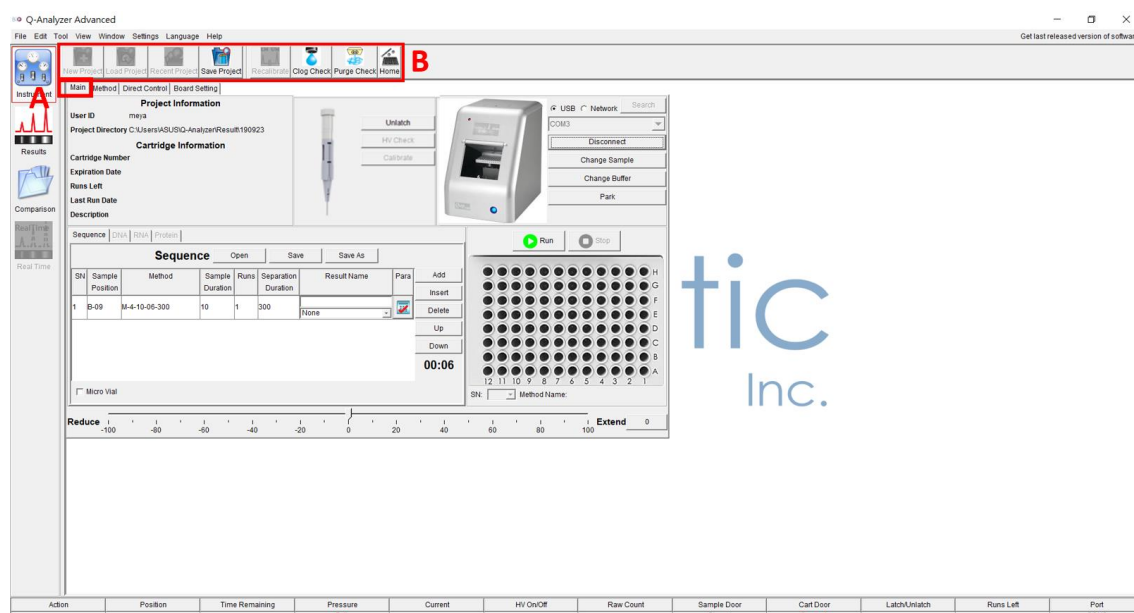 Q-Analyzer Advanced
File Edit Tool View Window Settings Language Help
Get last released version of softwar
New Project Load Project Recent Project Save Project Recalibrate Clog Check Purge Check Home
B
Instrument
A
Main Method Direct Control Board Setting
Project Information
User ID meya
Project Directory C:\Users\ASUS\Q-Analyzer\Result\190923
Cartridge Information
Cartridge Number
Expiration Date
Runs Left
Last Run Date
Description
Unlatch
HV Check
Calibrate
USB Network Search
COM3
Disconnect
Change Sample
Change Buffer
Park
Results
Comparison
Real Time
Real Time
Sequence DNA RNA Protein
Sequence Open Save Save As
SN Sample Position Method Sample Duration Runs Separation Duration Result Name Para
1 B-09 M-4-10-06-300 10 1 300 None
Add
Insert
Delete
Up
Down
00:06
Micro Vial
Run Stop
H
G
F
E
D
C
B
A
12 11 10 9 8 7 6 5 4 3 2 1
SN: Method Name:
tic
Inc.
Reduce -100 -80 -60 -40 -20 0 20 40 60 80 100 Extend 0
Action Position Time Remaining Pressure Current HV On/Off Raw Count Sample Door Cart Door Latch/Unlatch Runs Left Port